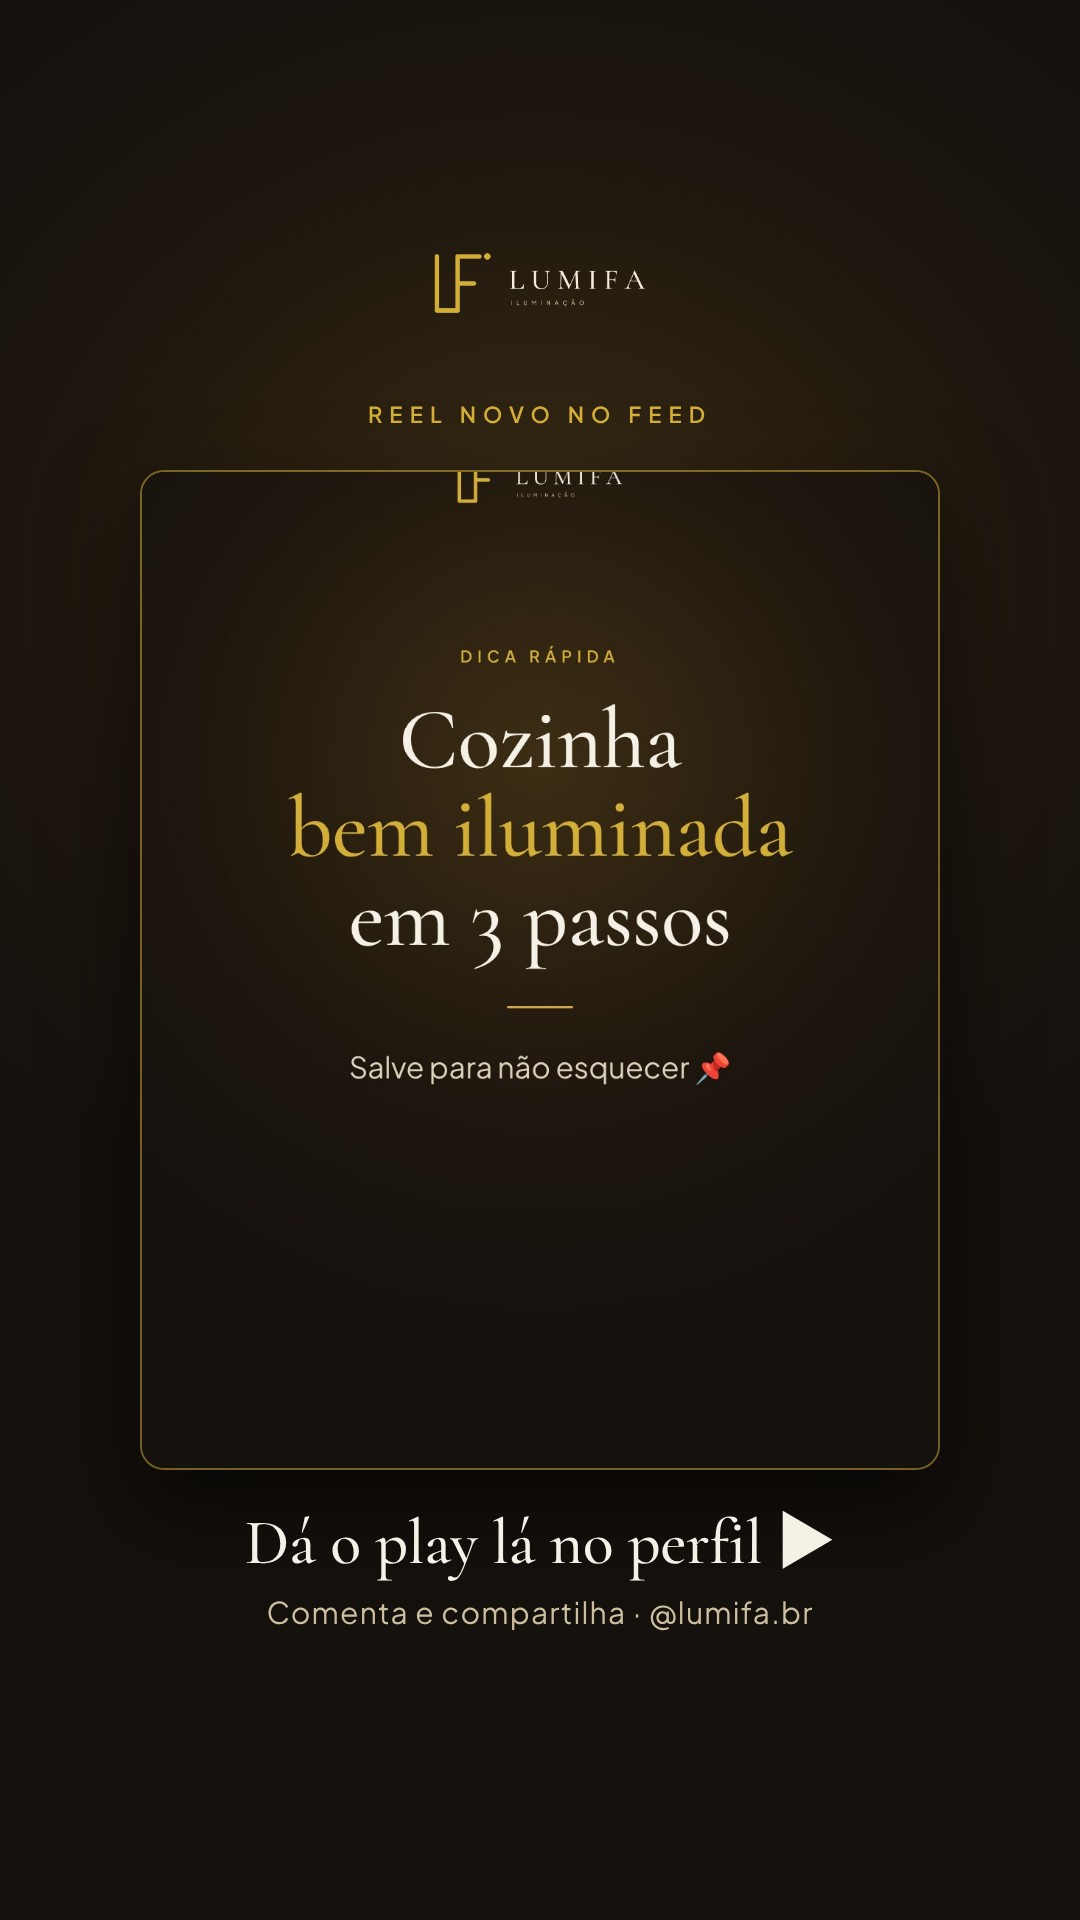 LUMIFA
ILUMINAÇÃO
REEL NOVO NO FEED
LUMIFA
ILUMINAÇÃO
DICA RÁPIDA
Cozinha
bem iluminada
em 3 passos
Salve para não esquecer 📌
Dá o play lá no perfil ▶
Comenta e compartilha · @lumifa.br